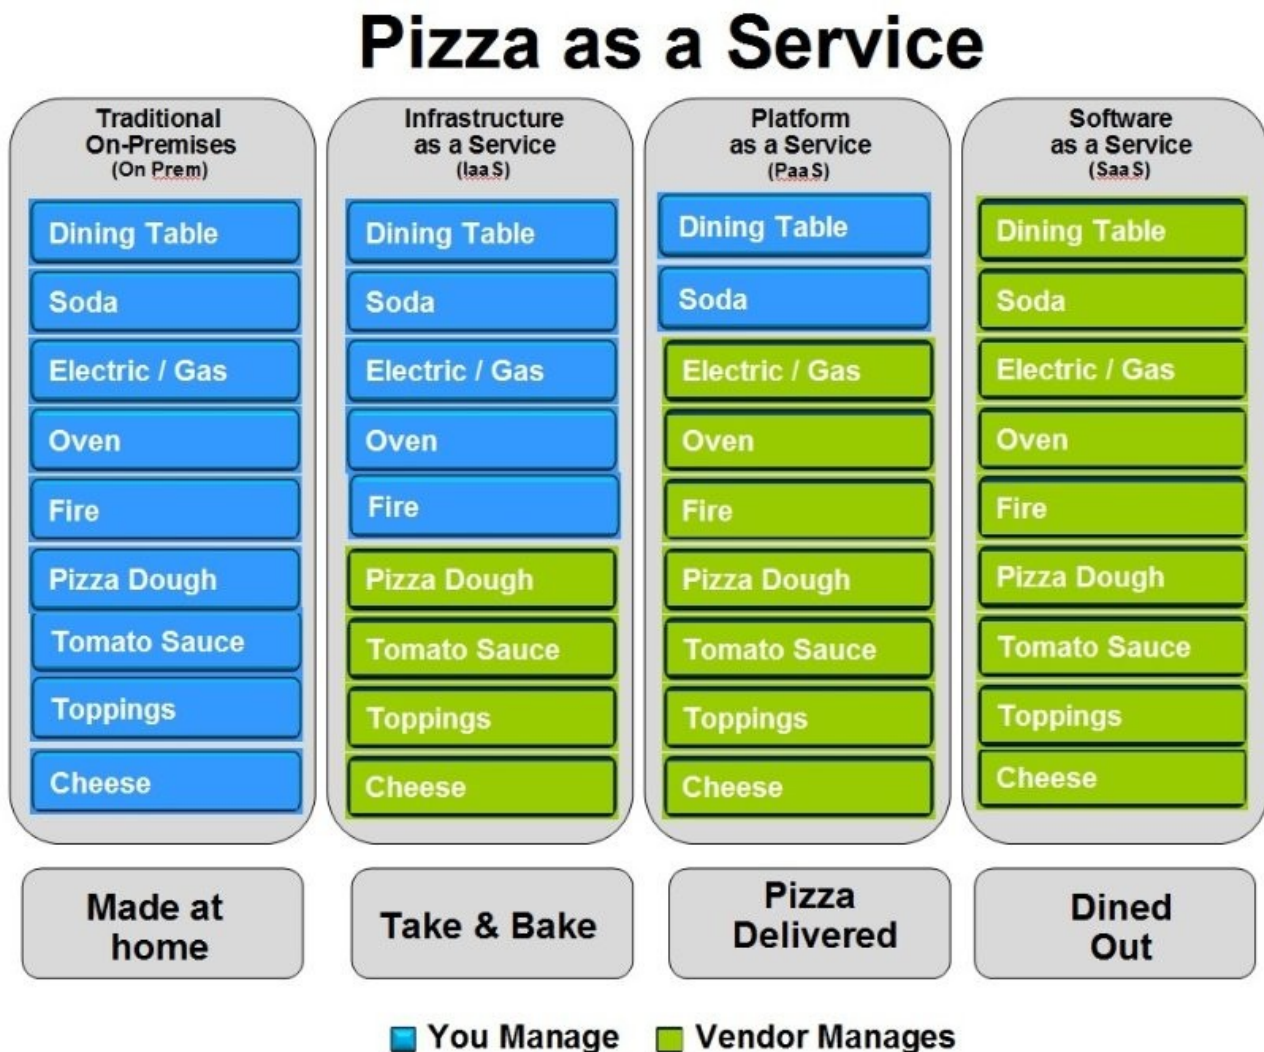 Pizza as a Service
Traditional
On-Premises
(On Prem)
Dining Table
Soda
Electric / Gas
Oven
Fire
Pizza Dough
Tomato Sauce
Toppings
Cheese
Made at
home
Infrastructure
as a Service
(IaaS)
Dining Table
Soda
Electric / Gas
Oven
Fire
Pizza Dough
Tomato Sauce
Toppings
Cheese
Take & Bake
Platform
as a Service
(PaaS)
Dining Table
Soda
Electric / Gas
Oven
Fire
Pizza Dough
Tomato Sauce
Toppings
Cheese
Pizza
Delivered
Software
as a Service
(SaaS)
Dining Table
Soda
Electric / Gas
Oven
Fire
Pizza Dough
Tomato Sauce
Toppings
Cheese
Dined
Out
You Manage
Vendor Manages